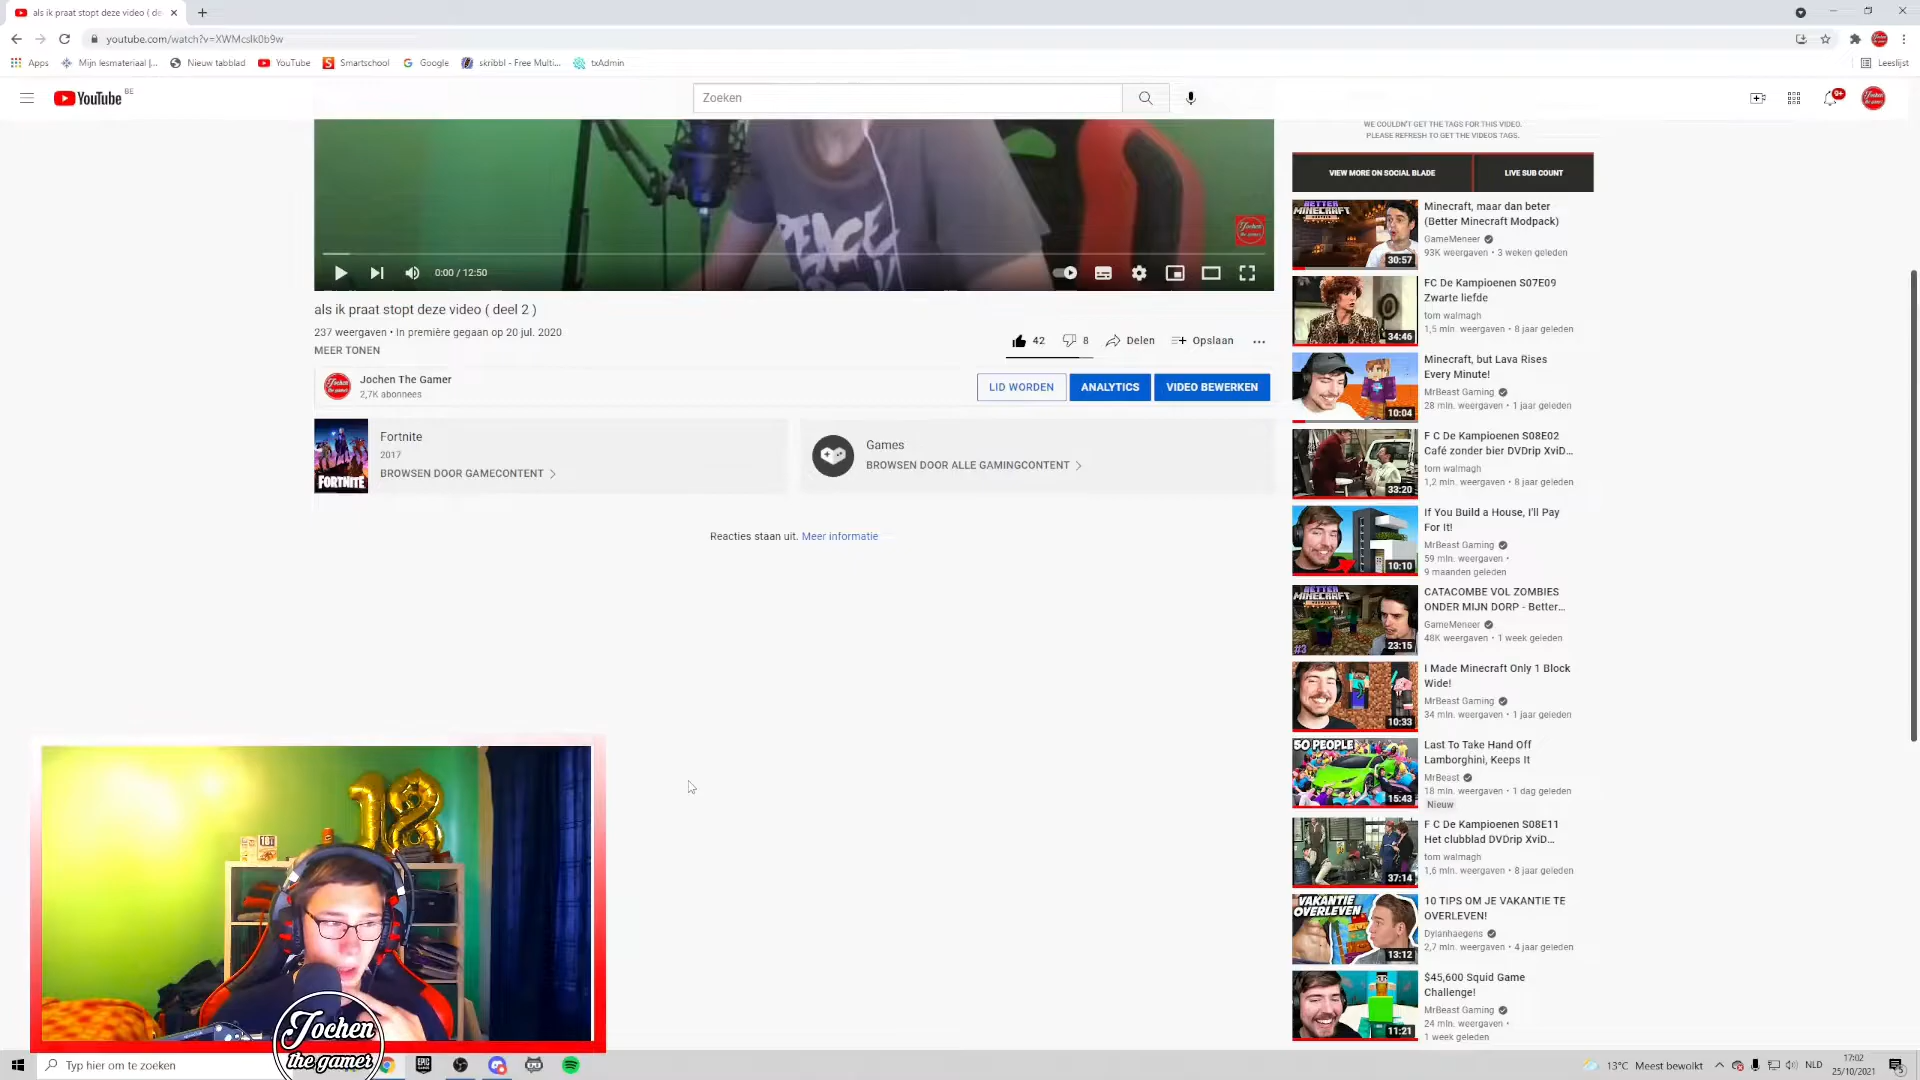 als ik praat stopt deze video ( de
youtube.com/watch?v=XWMcsIk0b9w
Apps
Mijn lesmateriaal |...
Nieuw tabblad
YouTube
Smartschool
Google
skribbl - Free Multi...
txAdmin
Leeslijst
YouTube BE
Zoeken
9+
PEACE
Jochen The gamer
0:00 / 12:50
als ik praat stopt deze video ( deel 2 )
237 weergaven • In première gegaan op 20 jul. 2020
MEER TONEN
42
8
Delen
Opslaan
Jochen The Gamer
2,7K abonnees
LID WORDEN
ANALYTICS
VIDEO BEWERKEN
FORTNITE
Fortnite
2017
BROWSEN DOOR GAMECONTENT
Games
BROWSEN DOOR ALLE GAMINGCONTENT
Reacties staan uit. Meer informatie
WE COULDN'T GET THE TAGS FOR THIS VIDEO.
PLEASE REFRESH TO GET THE VIDEOS TAGS.
VIEW MORE ON SOCIAL BLADE
LIVE SUB COUNT
BETTER
MINECRAFT
30:57
Minecraft, maar dan beter
(Better Minecraft Modpack)
GameMeneer
93K weergaven • 3 weken geleden
34:46
FC De Kampioenen S07E09
Zwarte liefde
tom walmagh
1,5 mln. weergaven • 8 jaar geleden
10:04
Minecraft, but Lava Rises
Every Minute!
MrBeast Gaming
28 mln. weergaven • 1 jaar geleden
33:20
F C De Kampioenen S08E02
Café zonder bier DVDrip XviD...
tom walmagh
1,2 mln. weergaven • 8 jaar geleden
10:10
If You Build a House, I'll Pay
For It!
MrBeast Gaming
59 mln. weergaven •
9 maanden geleden
BETTER
MINECRAFT
#3
23:15
CATACOMBE VOL ZOMBIES
ONDER MIJN DORP - Better...
GameMeneer
48K weergaven • 1 week geleden
10:33
I Made Minecraft Only 1 Block
Wide!
MrBeast Gaming
34 mln. weergaven • 1 jaar geleden
50 PEOPLE
15:43
Last To Take Hand Off
Lamborghini, Keeps It
MrBeast
18 mln. weergaven • 1 dag geleden
Nieuw
37:14
F C De Kampioenen S08E11
Het clubblad DVDrip XviD...
tom walmagh
1,6 mln. weergaven • 8 jaar geleden
VAKANTIE
OVERLEVEN
13:12
10 TIPS OM JE VAKANTIE TE
OVERLEVEN!
Dylanhaegens
2,7 mln. weergaven • 4 jaar geleden
11:21
$45,600 Squid Game
Challenge!
MrBeast Gaming
24 mln. weergaven •
1 week geleden
18
Jochen
the gamer
Typ hier om te zoeken
EPIC GAMES
13°C Meest bewolkt
NLD
17:02
25/10/2021
5